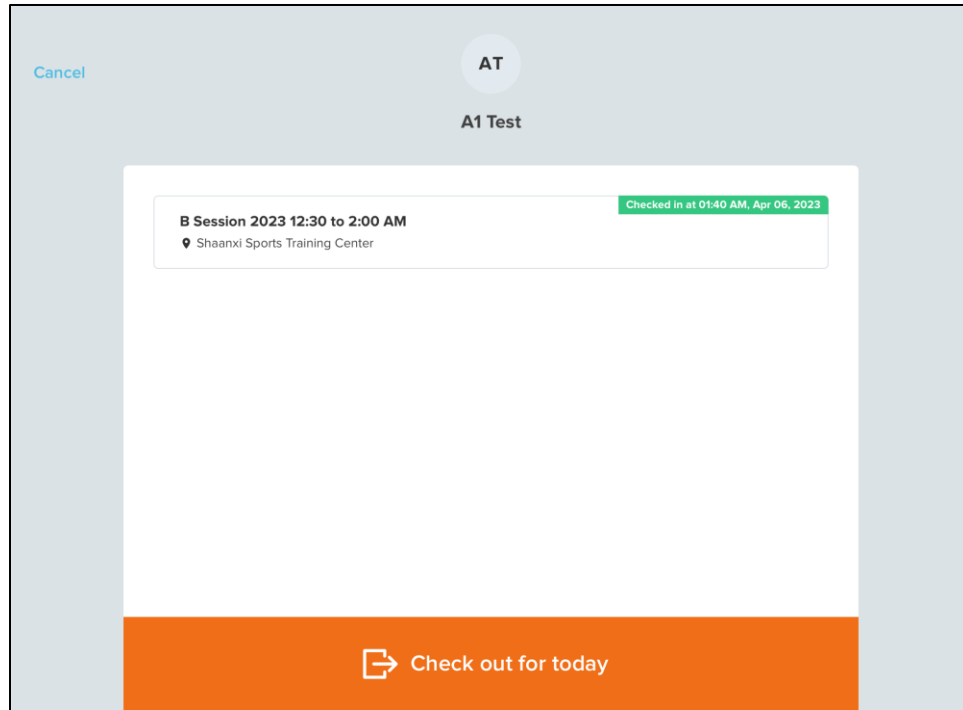 Cancel
AT
A1 Test
Checked in at 01:40 AM, Apr 06, 2023
B Session 2023 12:30 to 2:00 AM
Shaanxi Sports Training Center
Check out for today